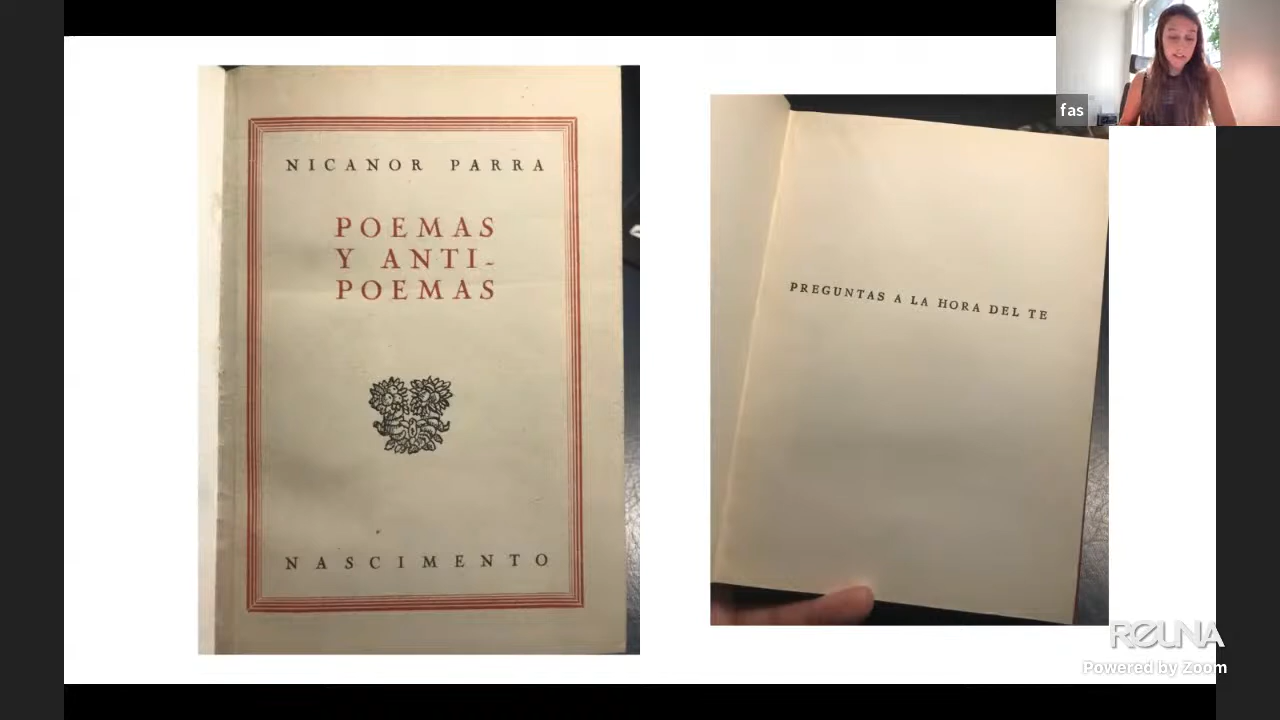 NICANOR PARRA
POEMAS
Y ANTI-
POEMAS
NASCIMENTO
PREGUNTAS A LA HORA DEL TE
fas
REUNA
Powered by Zoom